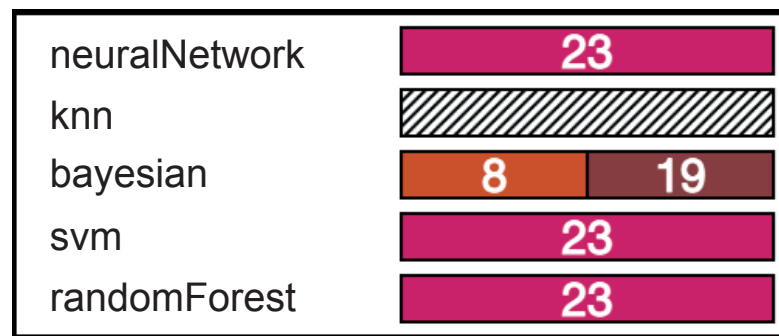 neuralNetwork 23
knn
bayesian 8 19
svm 23
randomForest 23